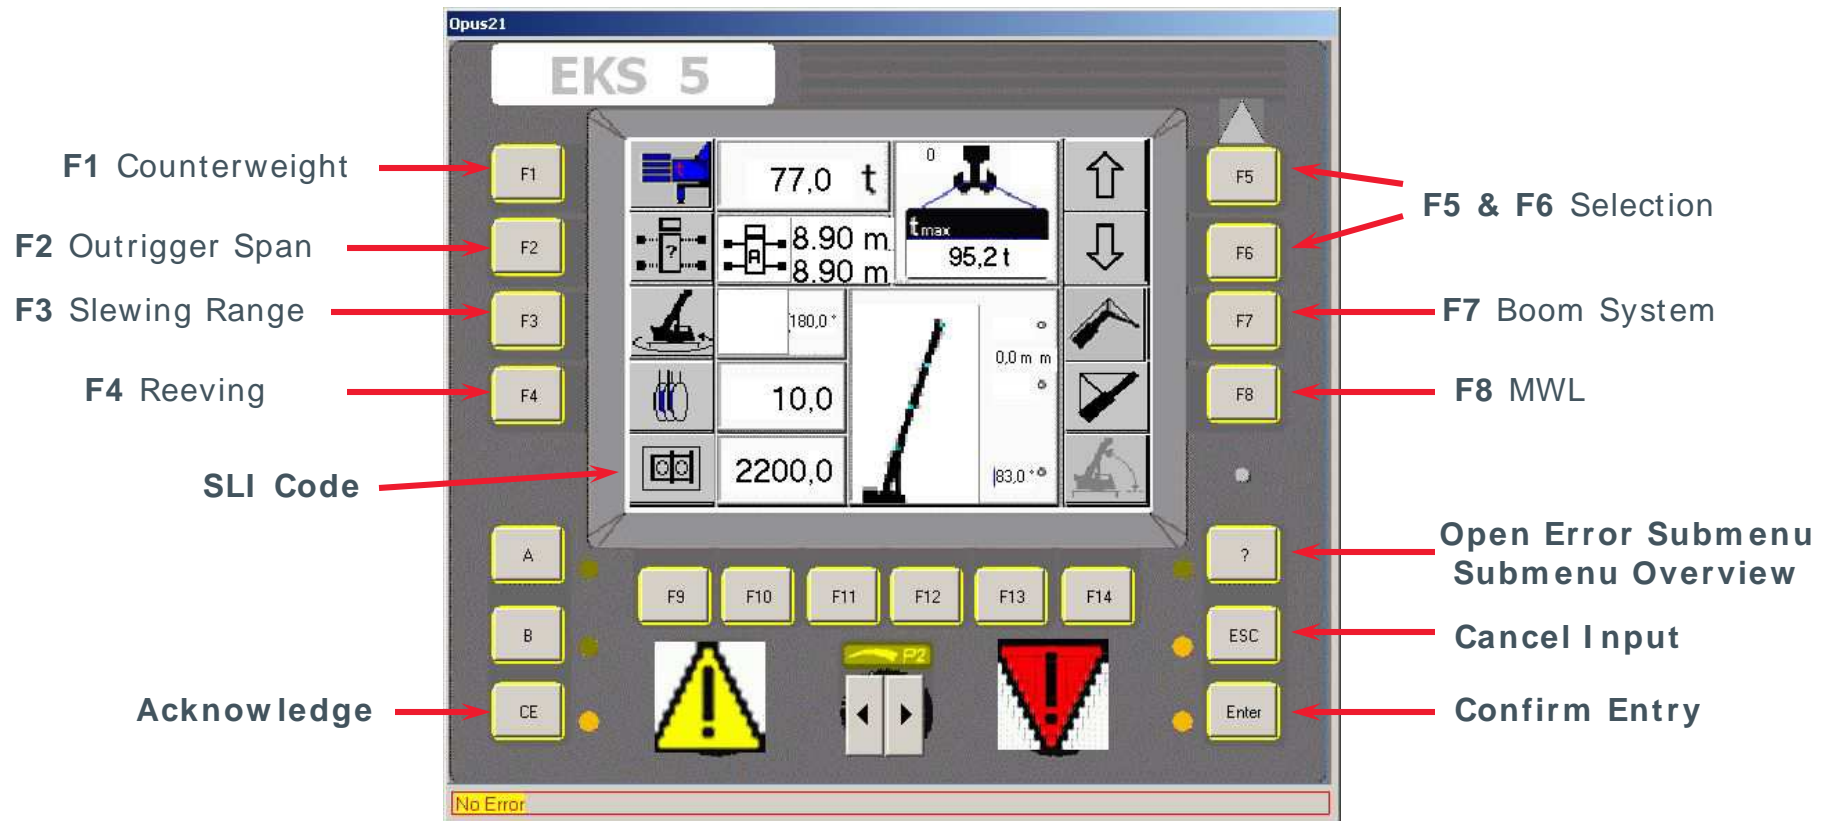 Opus21
EKS 5
F1 Counterweight
F2 Outrigger Span
F3 Slewing Range
F4 Reeving
SLI Code
Acknowledge
F1
F2
F3
F4
A
B
CE
t
77,0 t
0
tmax
95,2 t
?
A
8.90 m
8.90 m
180,0 °
0,0 m m
10,0
2200,0
83,0 °
F9
F10
F11
F12
F13
F14
P2
F5
F6
F7
F8
?
ESC
Enter
F5 & F6 Selection
F7 Boom System
F8 MWL
Open Error Submenu
Submenu Overview
Cancel Input
Confirm Entry
No Error